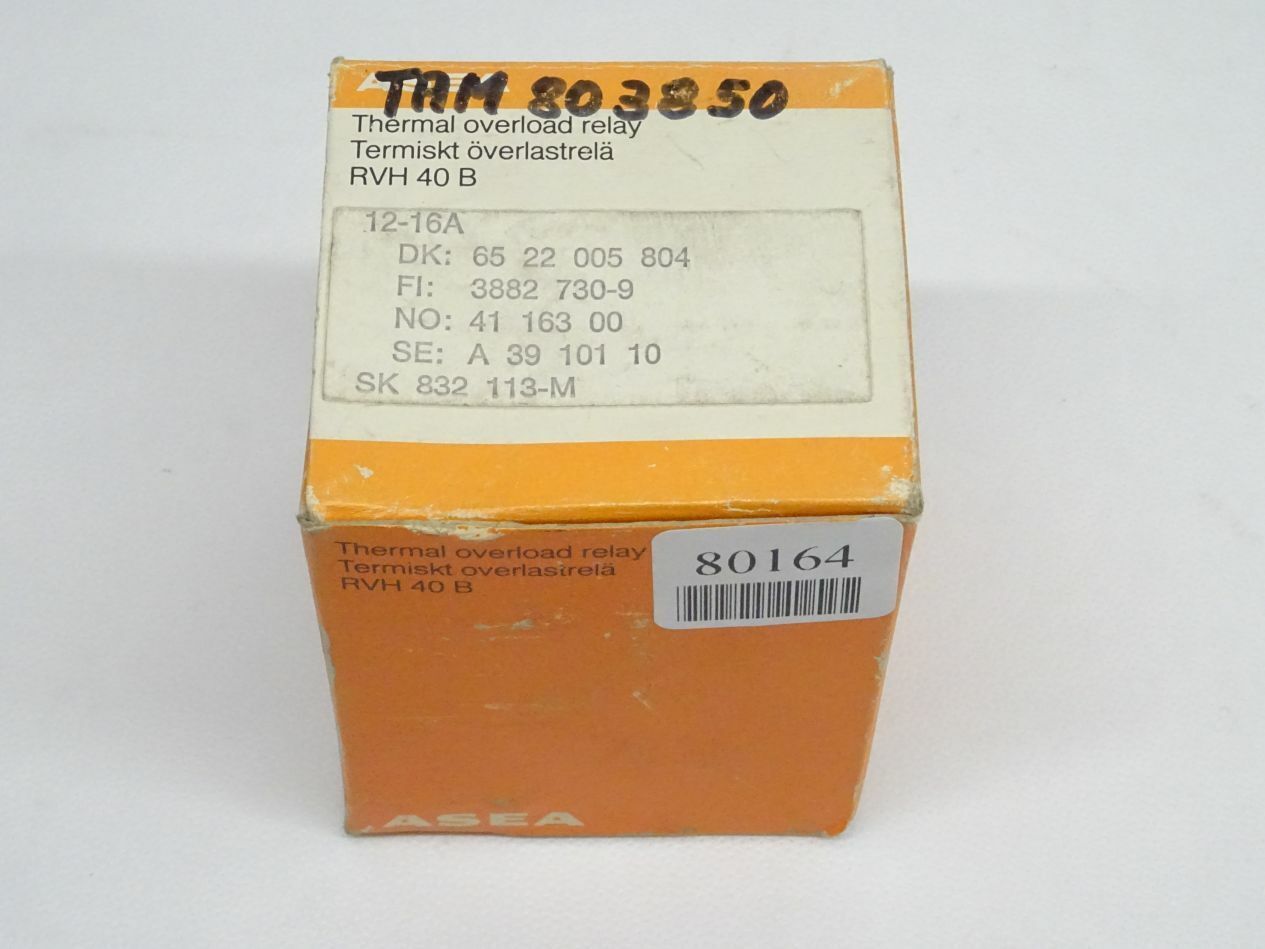 TAM 803850
Thermal overload relay
Termiskt överlastrelä
RVH 40 B
12-16A
DK: 65 22 005 804
FI: 3882 730-9
NO: 41 163 00
SE: A 39 101 10
SK 832 113-M
Thermal overload relay
Termiskt överlastrelä
RVH 40 B
80164
ASEA